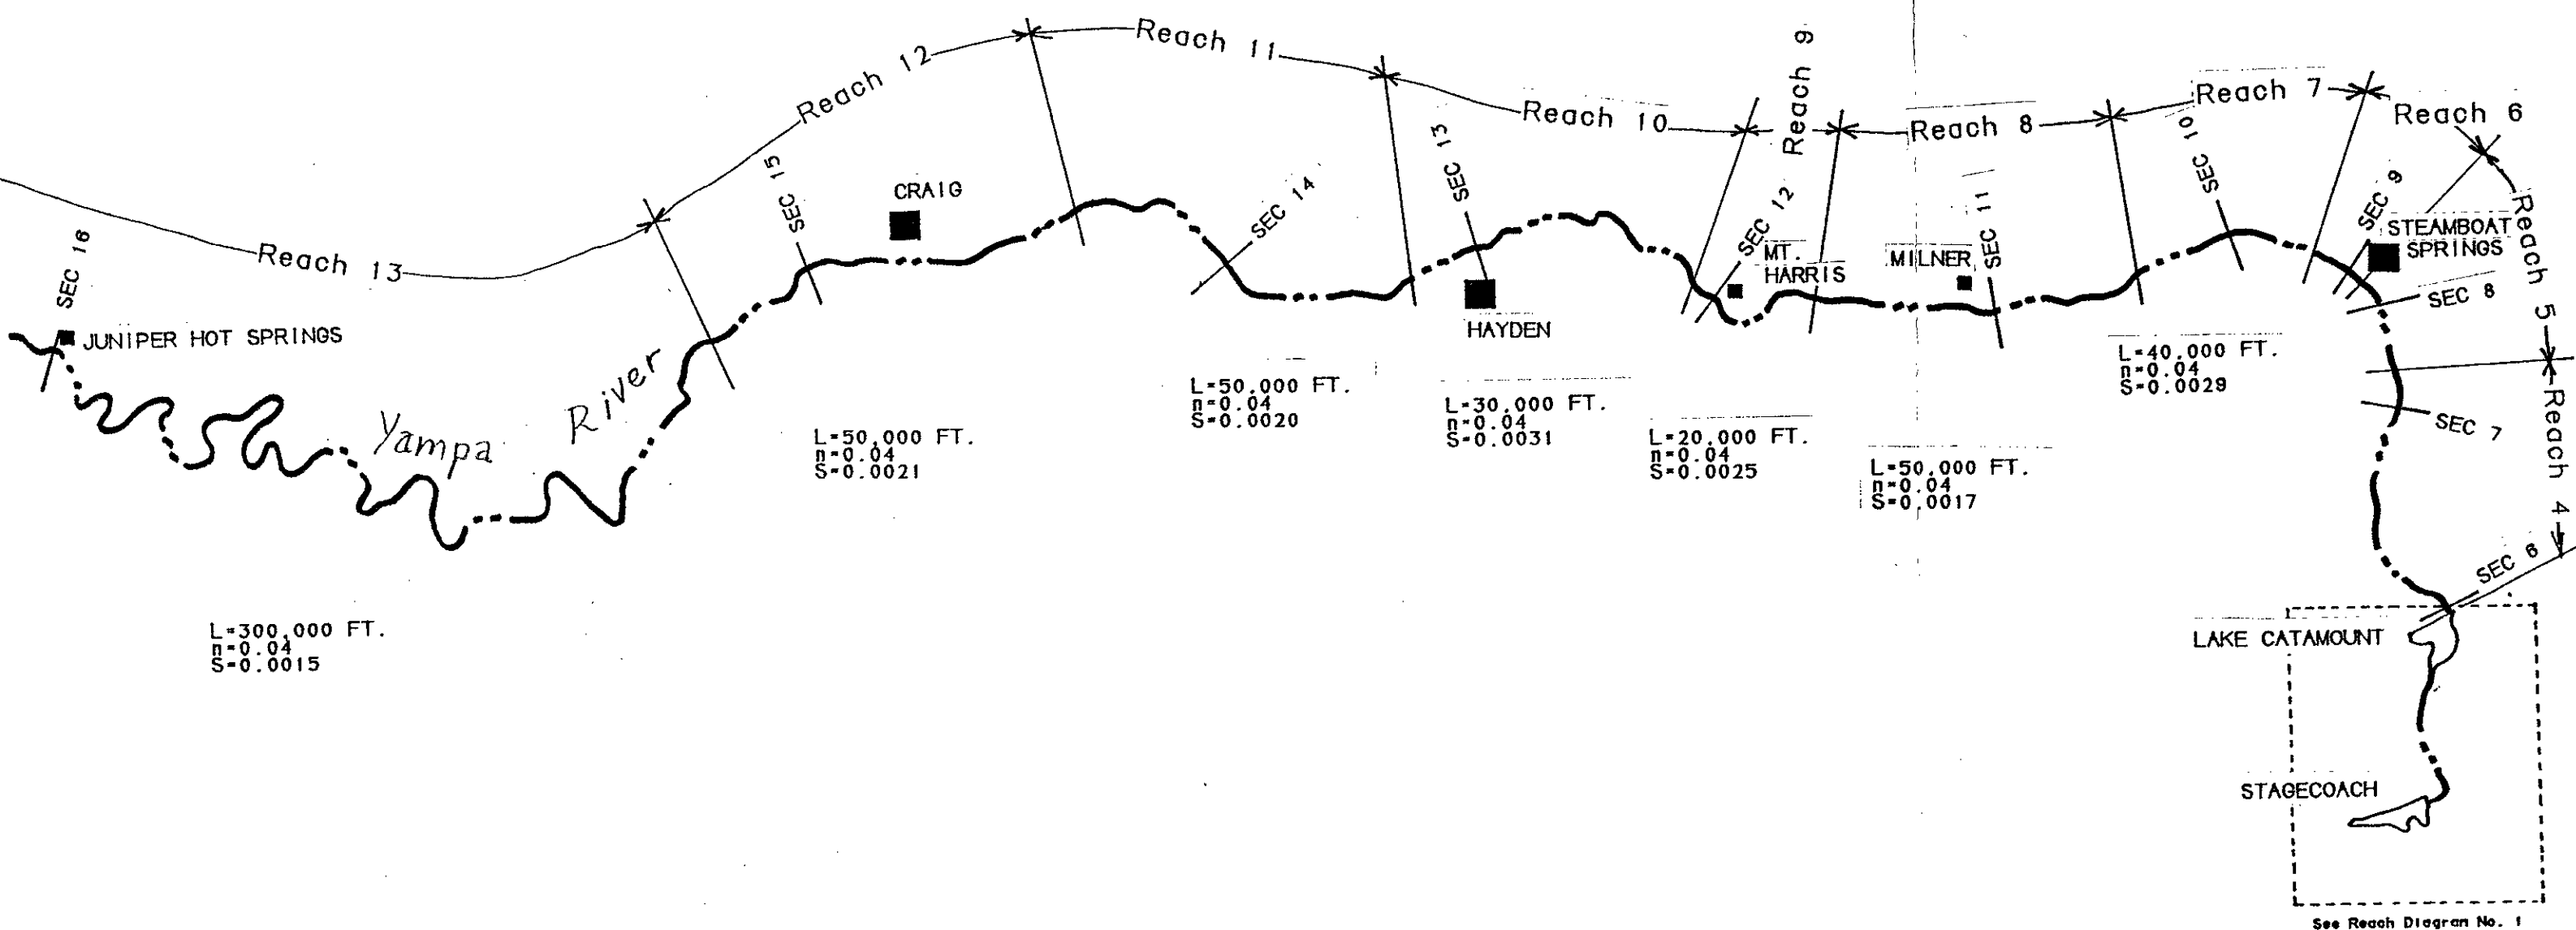 Reach 13
Reach 12
Reach 11
Reach 10
Reach 9
Reach 8
Reach 7
Reach 6
Reach 5
Reach 4
SEC 16
SEC 15
SEC 14
SEC 13
SEC 12
SEC 11
SEC 10
SEC 9
SEC 8
SEC 7
SEC 6
JUNIPER HOT SPRINGS
CRAIG
HAYDEN
MT.
HARRIS
MILNER
STEAMBOAT
SPRINGS
Yampa River
L=300,000 FT.
n=0.04
S=0.0015
L=50,000 FT.
n=0.04
S=0.0021
L=50,000 FT.
n=0.04
S=0.0020
L=30,000 FT.
n=0.04
S=0.0031
L=20,000 FT.
n=0.04
S=0.0025
L=50,000 FT.
n=0.04
S=0.0017
L=40,000 FT.
n=0.04
S=0.0029
LAKE CATAMOUNT
STAGECOACH
See Reach Diagram No. 1